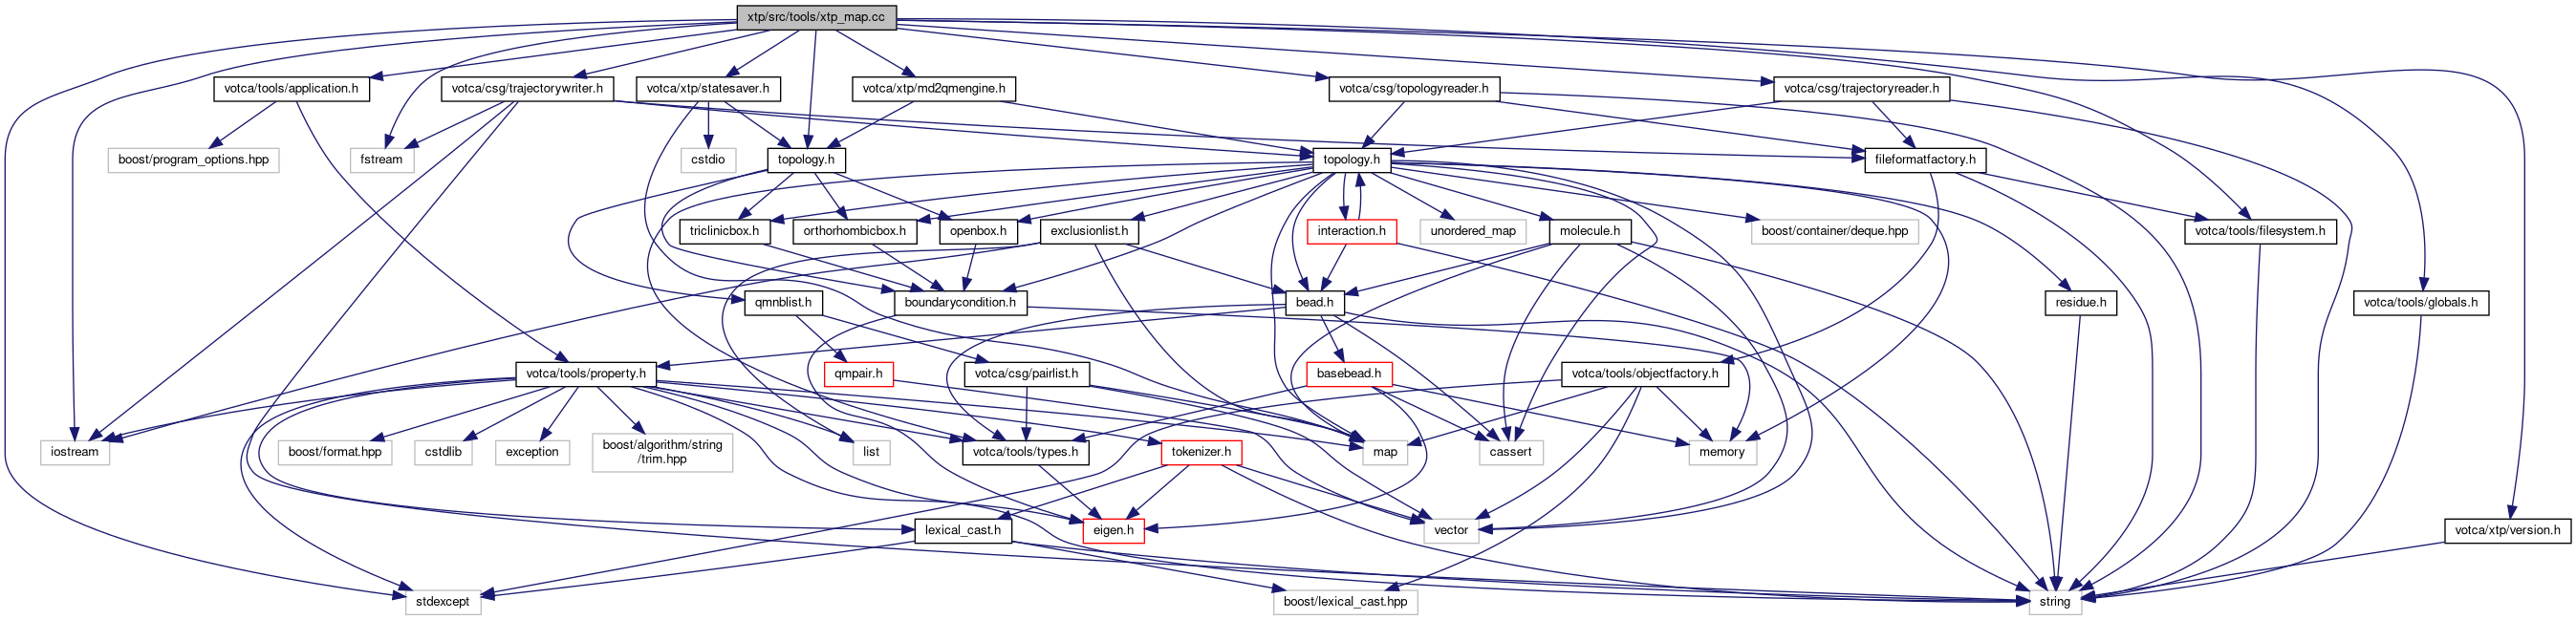 xtp/src/tools/xtp_map.cc
votca/tools/application.h
votca/csg/trajectorywriter.h
votca/xtp/statesaver.h
votca/xtp/md2qmengine.h
votca/csg/topologyreader.h
votca/csg/trajectoryreader.h
boost/program_options.hpp
fstream
cstdio
topology.h
topology.h
fileformatfactory.h
triclinicbox.h
orthorhombicbox.h
openbox.h
exclusionlist.h
interaction.h
unordered_map
molecule.h
boost/container/deque.hpp
votca/tools/filesystem.h
qmnblist.h
boundarycondition.h
bead.h
residue.h
votca/tools/globals.h
votca/tools/property.h
qmpair.h
votca/csg/pairlist.h
basebead.h
votca/tools/objectfactory.h
iostream
boost/format.hpp
cstdlib
exception
boost/algorithm/string
/trim.hpp
list
votca/tools/types.h
tokenizer.h
map
cassert
memory
lexical_cast.h
eigen.h
vector
votca/xtp/version.h
stdexcept
boost/lexical_cast.hpp
string